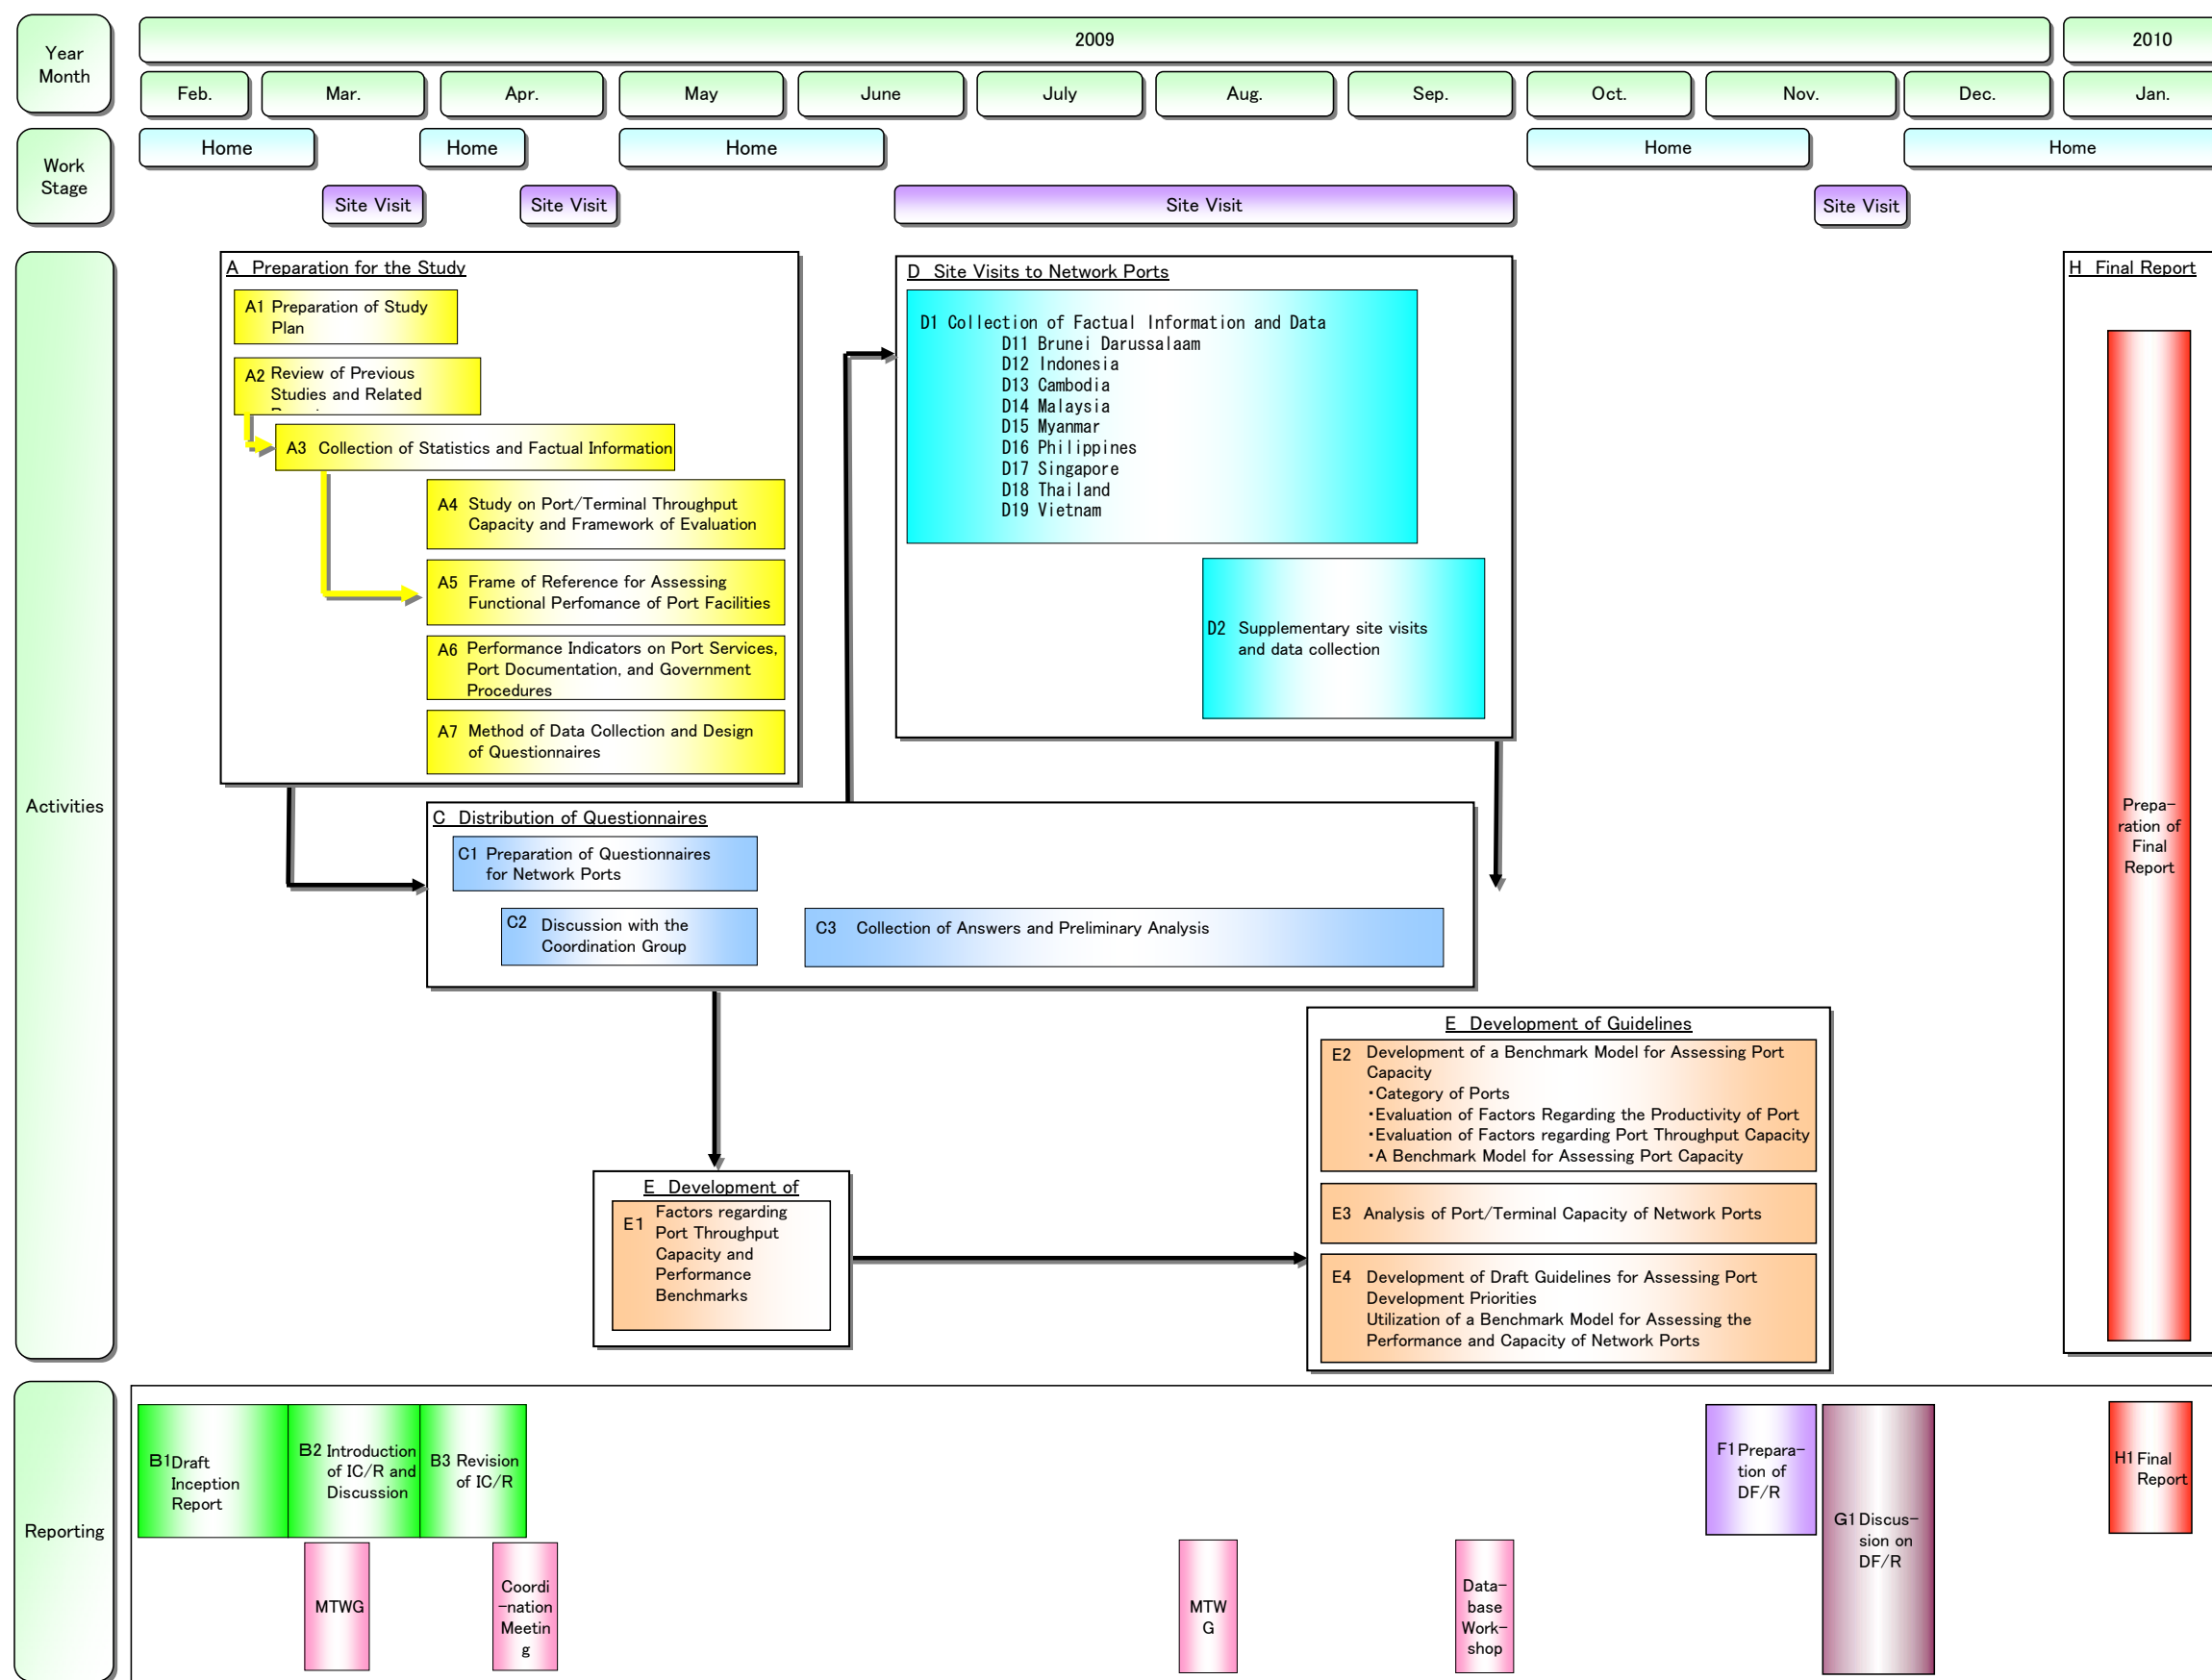 Year
Month
2009
2010
Feb.
Mar.
Apr.
May
June
July
Aug.
Sep.
Oct.
Nov.
Dec.
Jan.
Work
Stage
Home
Home
Home
Home
Home
Site Visit
Site Visit
Site Visit
Site Visit
Activities
A Preparation for the Study
A1 Preparation of Study
Plan
A2 Review of Previous
Studies and Related
A3 Collection of Statistics and Factual Information
A4 Study on Port/Terminal Throughput
Capacity and Framework of Evaluation
A5 Frame of Reference for Assessing
Functional Perfomance of Port Facilities
A6 Performance Indicators on Port Services,
Port Documentation, and Government
Procedures
A7 Method of Data Collection and Design
of Questionnaires
D Site Visits to Network Ports
D1 Collection of Factual Information and Data
D11 Brunei Darussalaam
D12 Indonesia
D13 Cambodia
D14 Malaysia
D15 Myanmar
D16 Philippines
D17 Singapore
D18 Thailand
D19 Vietnam
D2 Supplementary site visits
and data collection
H Final Report
Prepa-
ration of
Final
Report
C Distribution of Questionnaires
C1 Preparation of Questionnaires
for Network Ports
C2 Discussion with the
Coordination Group
C3 Collection of Answers and Preliminary Analysis
E Development of
E1 Factors regarding
Port Throughput
Capacity and
Performance
Benchmarks
E Development of Guidelines
E2 Development of a Benchmark Model for Assessing Port
Capacity
・Category of Ports
・Evaluation of Factors Regarding the Productivity of Port
・Evaluation of Factors regarding Port Throughput Capacity
・A Benchmark Model for Assessing Port Capacity
E3 Analysis of Port/Terminal Capacity of Network Ports
E4 Development of Draft Guidelines for Assessing Port
Development Priorities
Utilization of a Benchmark Model for Assessing the
Performance and Capacity of Network Ports
Reporting
B1 Draft
Inception
Report
B2 Introduction
of IC/R and
Discussion
B3 Revision
of IC/R
MTWG
Coordi
-nation
Meetin
g
MTW
G
Data-
base
Work-
shop
F1 Prepara-
tion of
DF/R
G1 Discus-
sion on
DF/R
H1 Final
Report